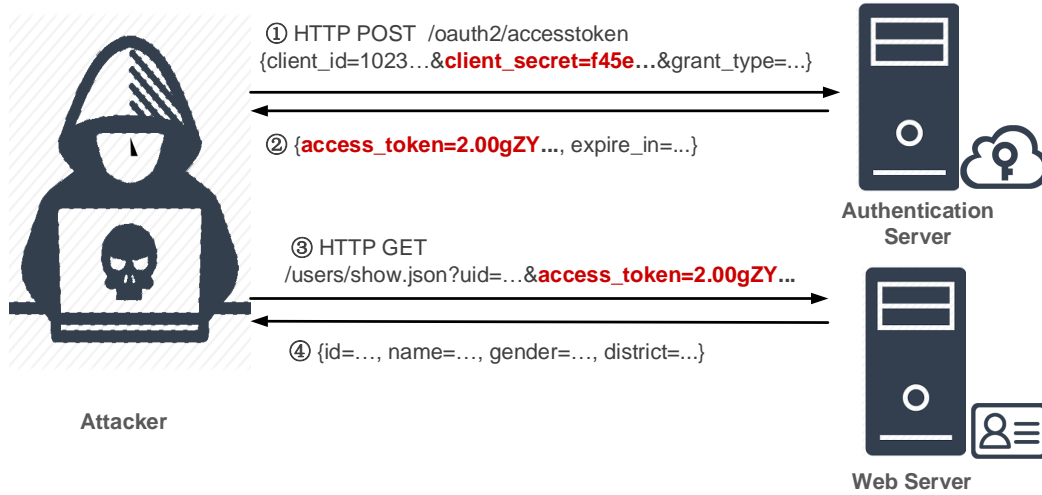 ① HTTP POST /oauth2/accesstoken
{client_id=1023…&client_secret=f45e…&grant_type=...}
② {access_token=2.00gZY..., expire_in=...}
Authentication
Server
③ HTTP GET
/users/show.json?uid=…&access_token=2.00gZY...
④ {id=…, name=…, gender=…, district=...}
Attacker
Web Server